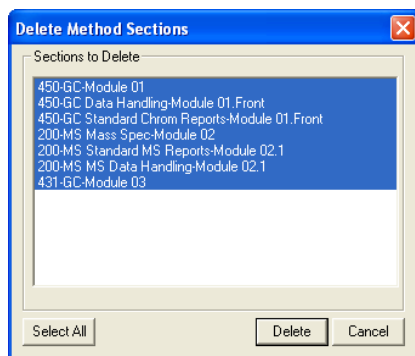 Delete Method Sections
Sections to Delete
450-GC-Module 01
450-GC Data Handling-Module 01.Front
450-GC Standard Chrom Reports-Module 01.Front
200-MS Mass Spec-Module 02
200-MS Standard MS Reports-Module 02.1
200-MS MS Data Handling-Module 02.1
431-GC-Module 03
Select All Delete Cancel